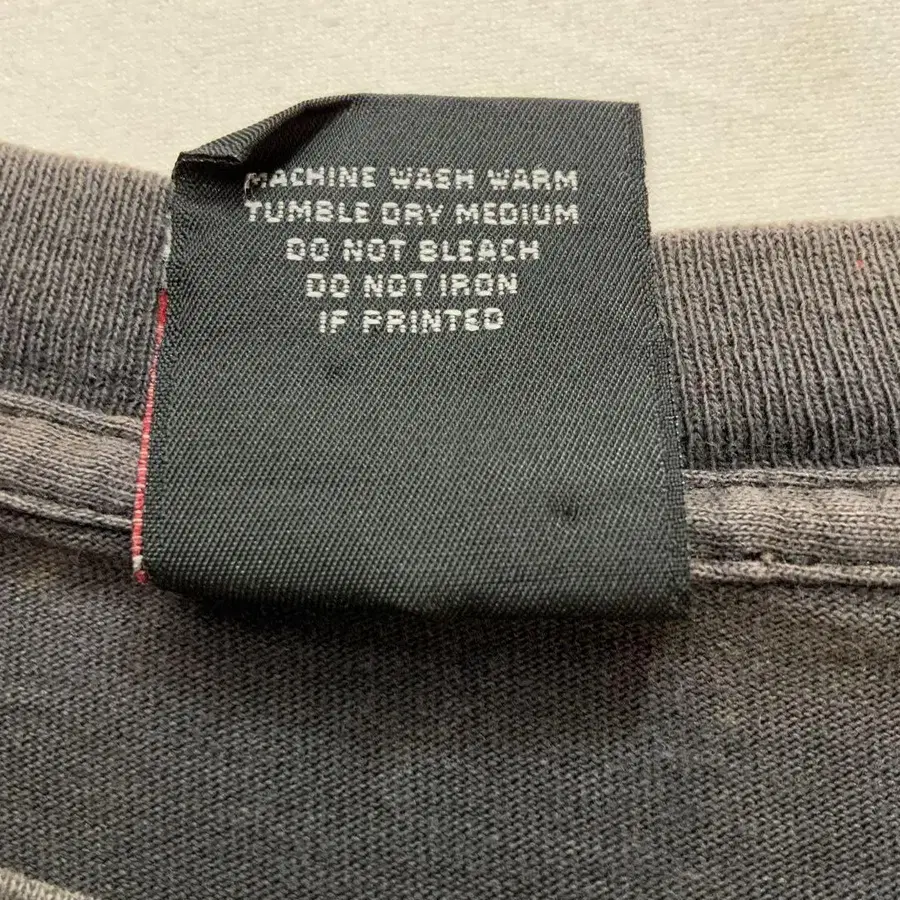 MACHINE WASH WARM
TUMBLE DRY MEDIUM
DO NOT BLEACH
DO NOT IRON
IF PRINTED